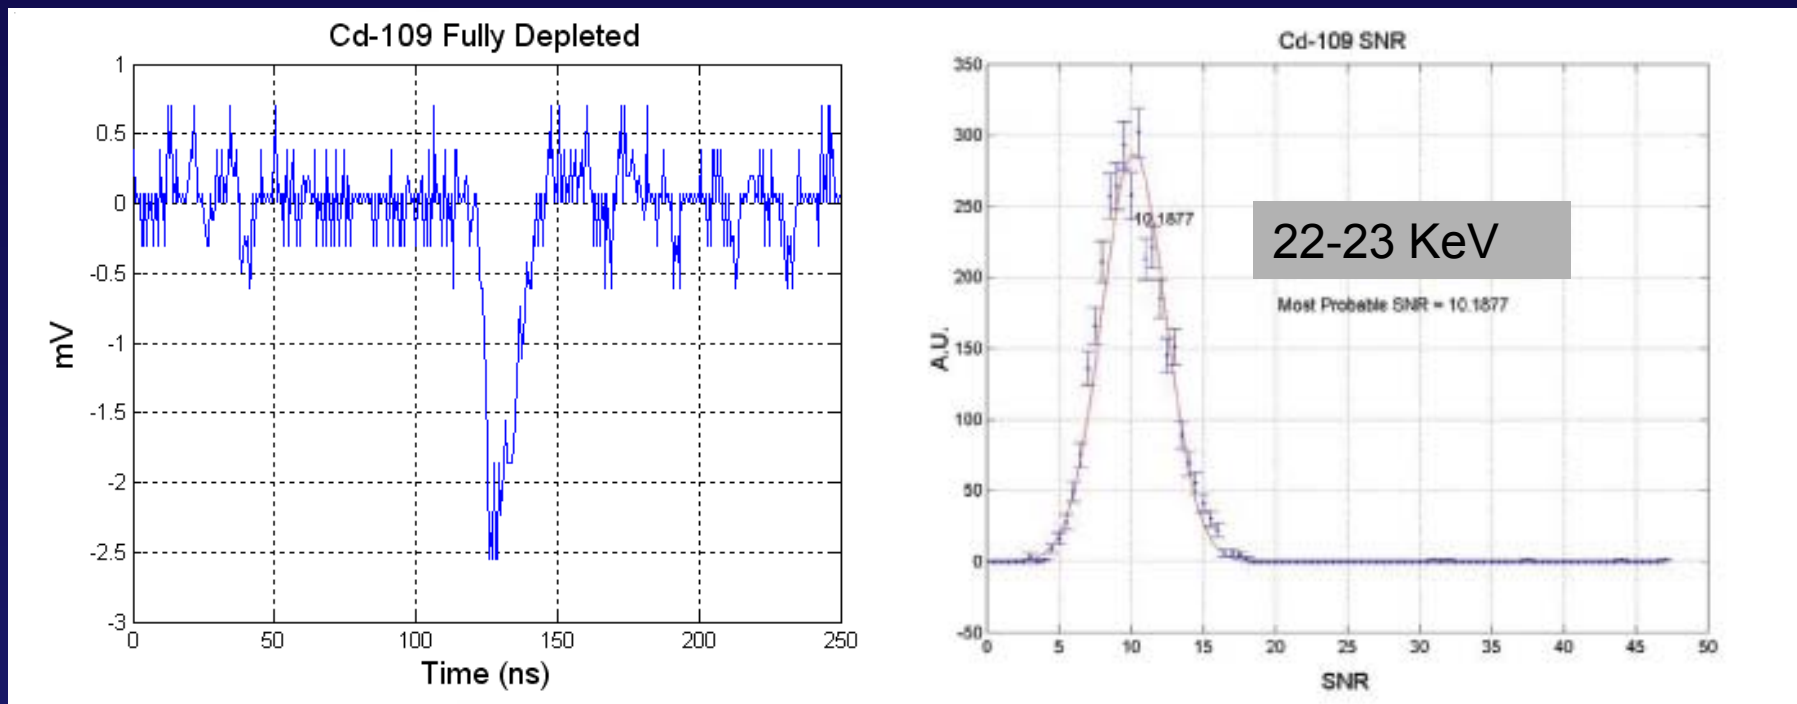 Cd-109 Fully Depleted
1
0.5
0
-0.5
-1
-1.5
-2
-2.5
-3
mV
0 50 100 150 200 250
Time (ns)
Cd-109 SNR
350
300
250
200
150
100
50
0
-50
A.U.
10.1877
22-23 KeV
Most Probable SNR = 10.1877
0 5 10 15 20 25 30 35 40 45 50
SNR